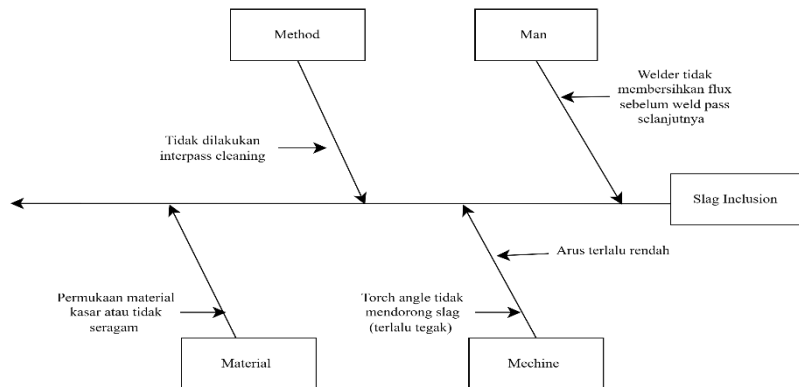 Method
Man
Welder tidak
membersihkan flux
sebelum weld pass
selanjutnya
Tidak dilakukan
interpass cleaning
Slag Inclusion
Arus terlalu rendah
Permukaan material
kasar atau tidak
seragam
Torch angle tidak
mendorong slag
(terlalu tegak)
Material
Mechine